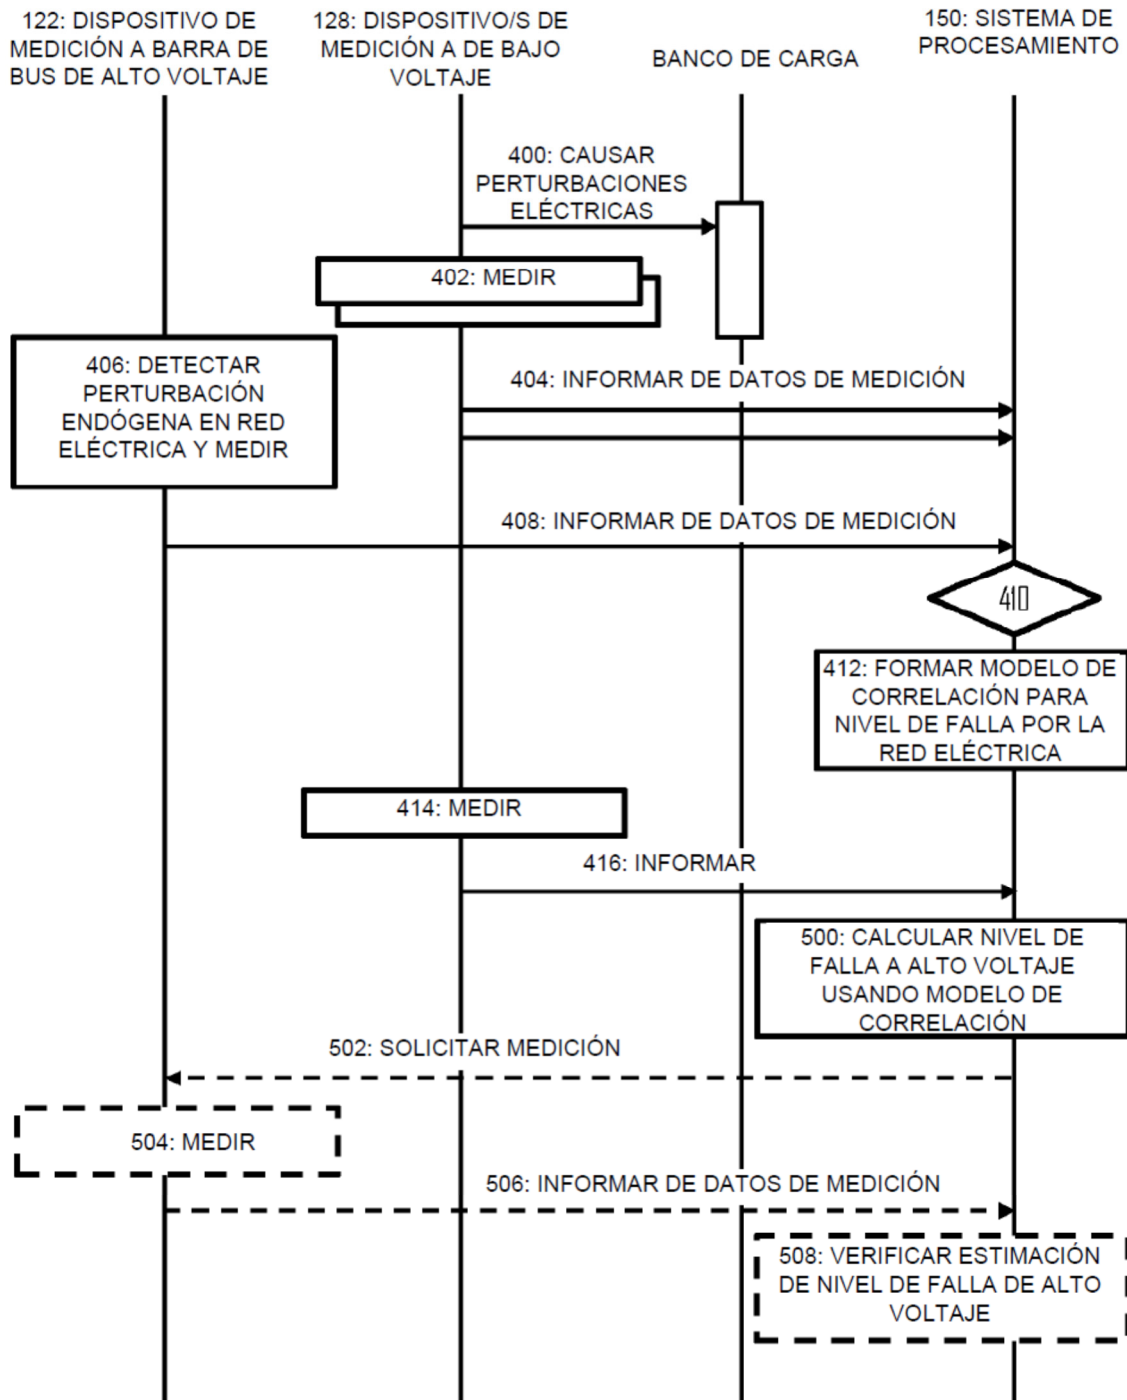 122: DISPOSITIVO DE
MEDICIÓN A BARRA DE
BUS DE ALTO VOLTAJE
128: DISPOSITIVO/S DE
MEDICIÓN A DE BAJO
VOLTAJE
BANCO DE CARGA
150: SISTEMA DE
PROCESAMIENTO
400: CAUSAR
PERTURBACIONES
ELÉCTRICAS
402: MEDIR
406: DETECTAR
PERTURBACIÓN
ENDÓGENA EN RED
ELÉCTRICA Y MEDIR
404: INFORMAR DE DATOS DE MEDICIÓN
408: INFORMAR DE DATOS DE MEDICIÓN
410
412: FORMAR MODELO DE
CORRELACIÓN PARA
NIVEL DE FALLA POR LA
RED ELÉCTRICA
414: MEDIR
416: INFORMAR
500: CALCULAR NIVEL DE
FALLA A ALTO VOLTAJE
USANDO MODELO DE
CORRELACIÓN
502: SOLICITAR MEDICIÓN
504: MEDIR
506: INFORMAR DE DATOS DE MEDICIÓN
508: VERIFICAR ESTIMACIÓN
DE NIVEL DE FALLA DE ALTO
VOLTAJE